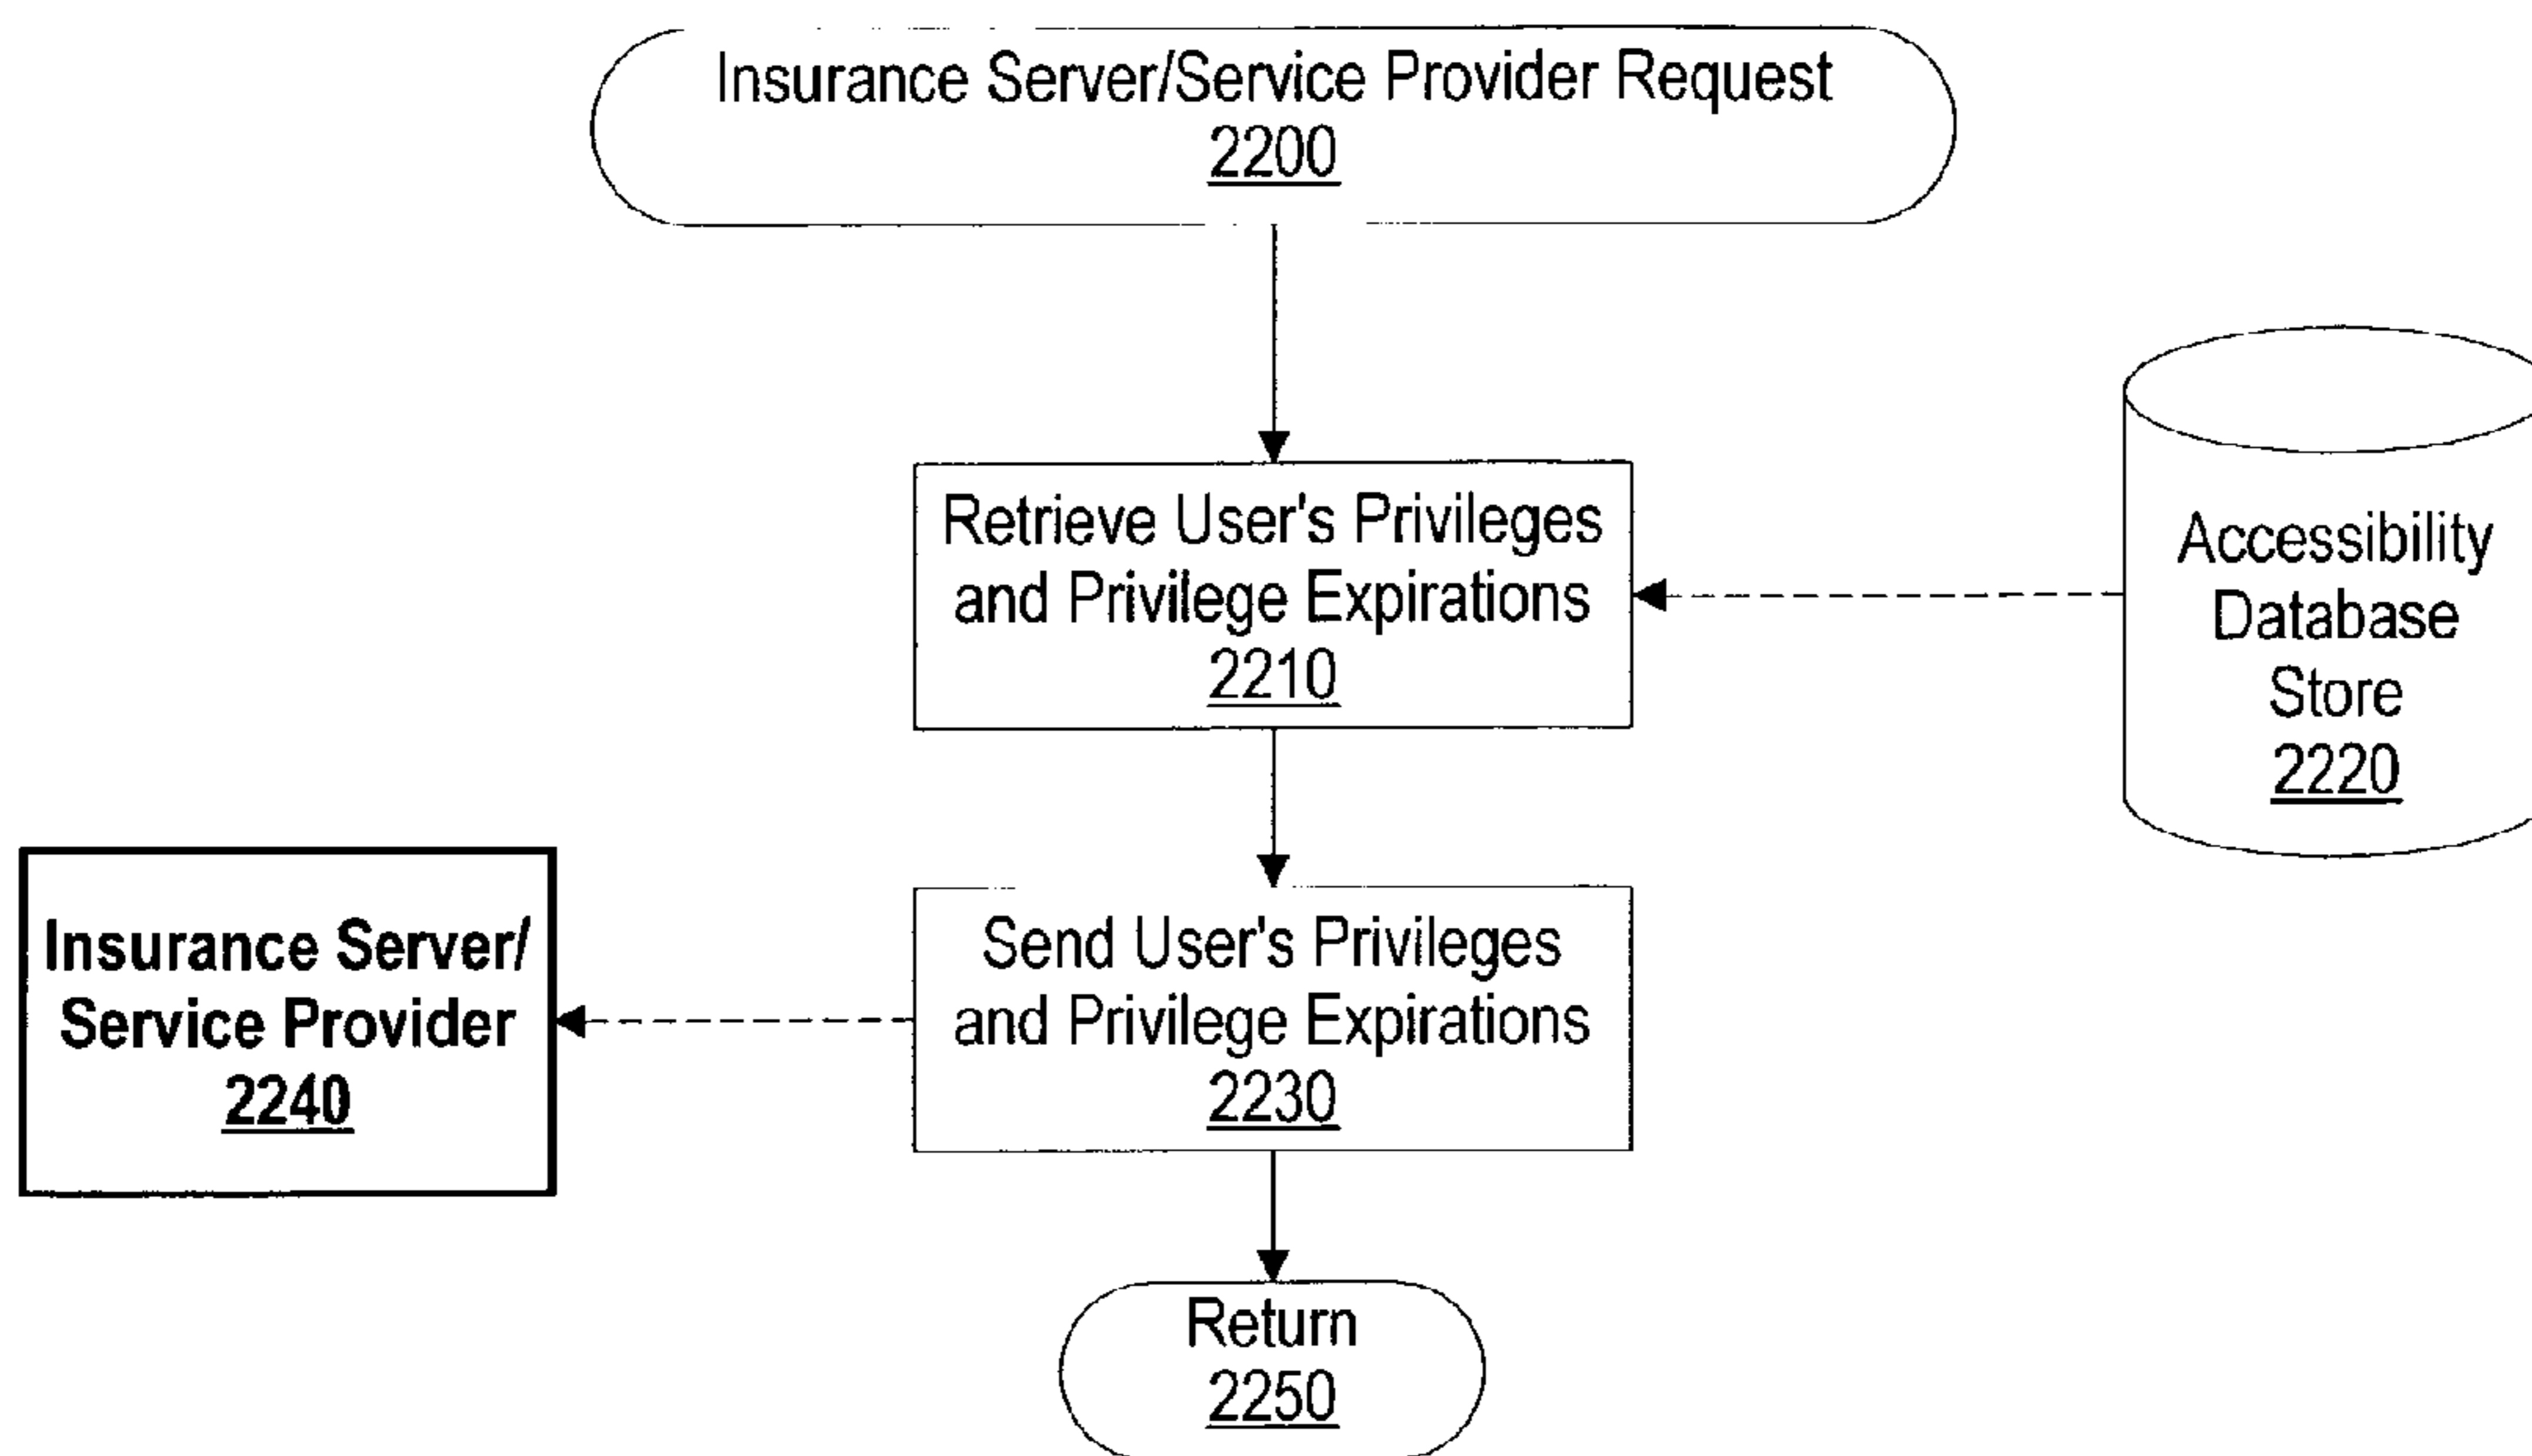 Insurance Server/Service Provider Request
2200
Retrieve User's Privileges
and Privilege Expirations
2210
Accessibility
Database
Store
2220
Send User's Privileges
and Privilege Expirations
2230
Insurance Server/
Service Provider
2240
Return
2250